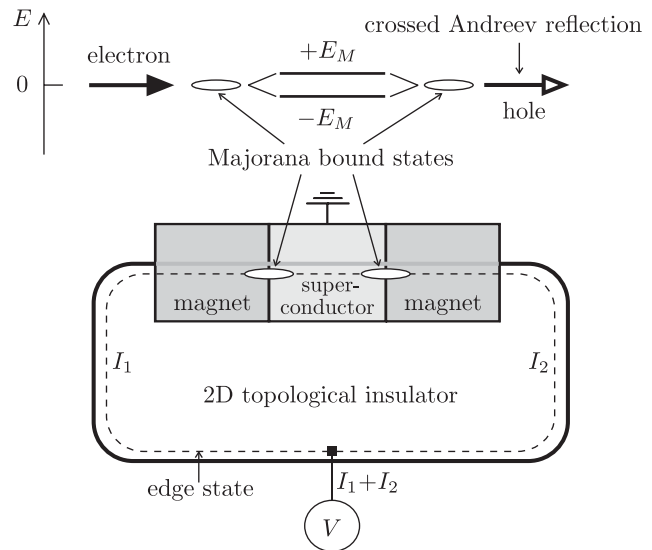 E
crossed Andreev reflection
electron
+E_M
0
−E_M
hole
Majorana bound states
super-
conductor
magnet
magnet
I_1
I_2
2D topological insulator
edge state
I_1+I_2
V